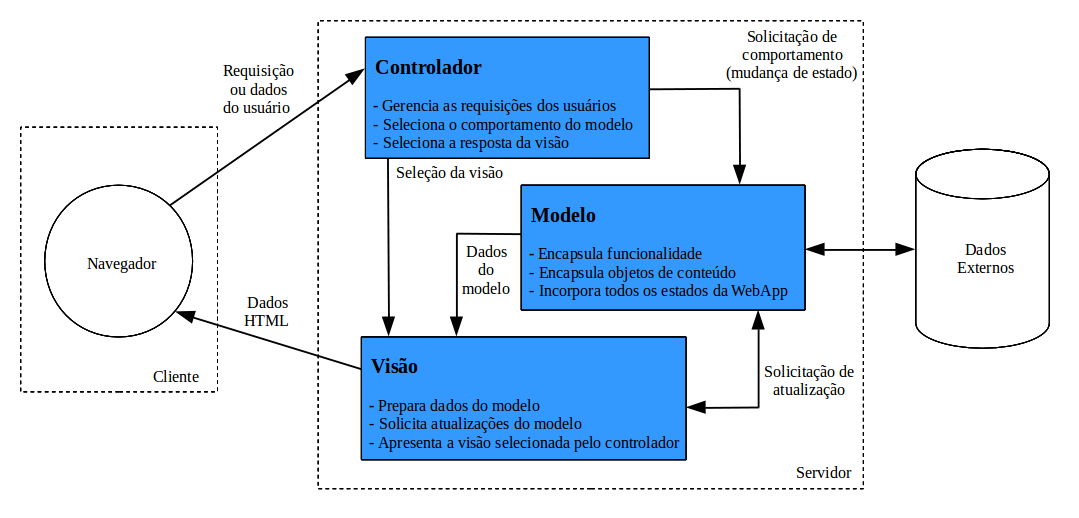 Solicitação de
comportamento
(mudança de estado)
Controlador
- Gerencia as requisições dos usuários
- Seleciona o comportamento do modelo
- Seleciona a resposta da visão
Requisição
ou dados
do usuário
Seleção da visão
Modelo
- Encapsula funcionalidade
- Encapsula objetos de conteúdo
- Incorpora todos os estados da WebApp
Dados
do
modelo
Dados
Externos
Navegador
Dados
HTML
Cliente
Visão
- Prepara dados do modelo
- Solicita atualizações do modelo
- Apresenta a visão selecionada pelo controlador
Solicitação de
atualização
Servidor